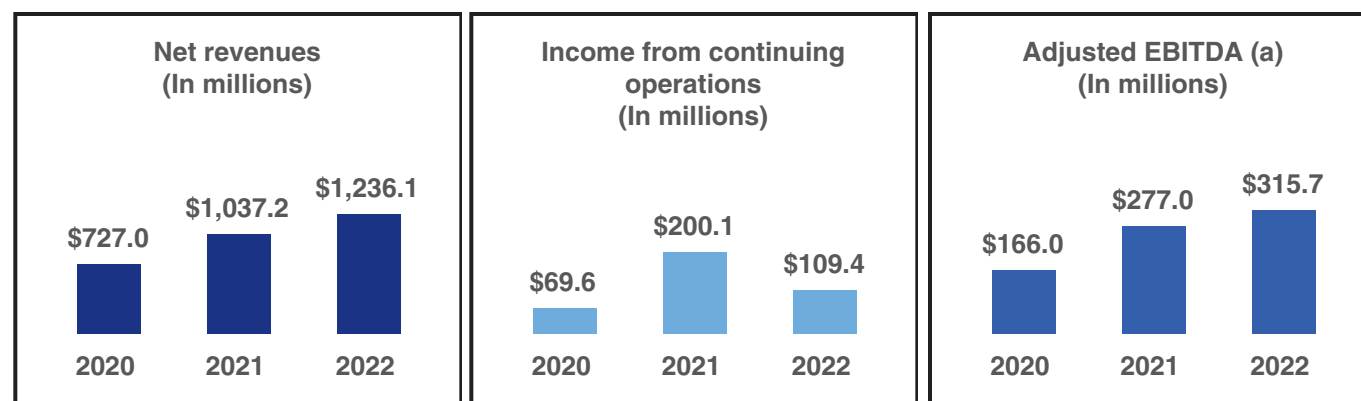 Net revenues
(In millions)
$727.0
$1,037.2
$1,236.1
2020
2021
2022
Income from continuing
operations
(In millions)
$69.6
$200.1
$109.4
2020
2021
2022
Adjusted EBITDA (a)
(In millions)
$166.0
$277.0
$315.7
2020
2021
2022